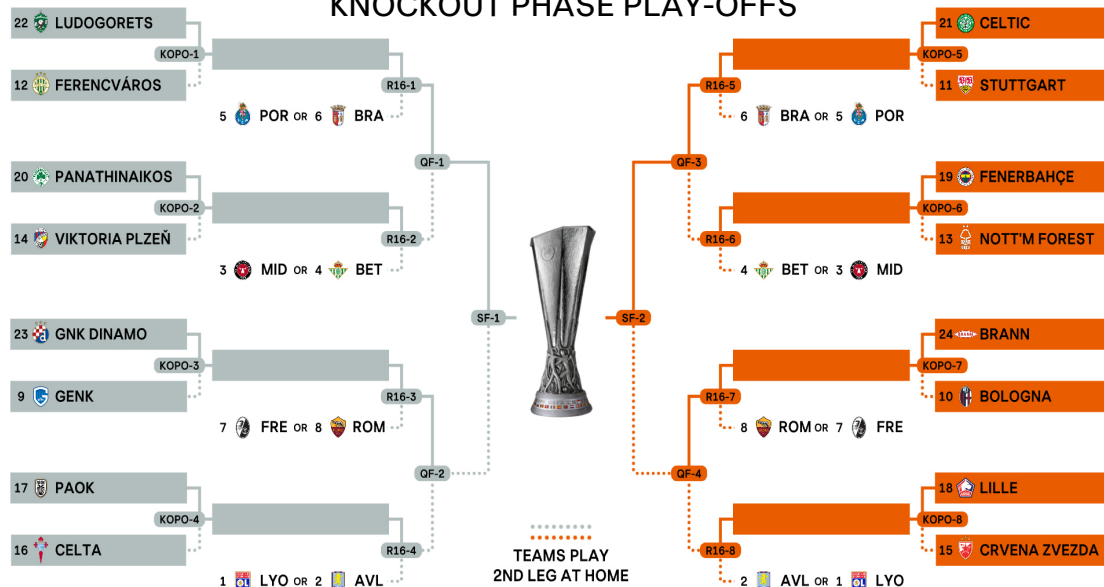 KNOCKOUT PHASE PLAY-OFFS
22 LUDOGORETS
KOPO-1
12 FERENCVÁROS
R16-1
5 POR OR 6 BRA
QF-1
20 PANATHINAIKOS
KOPO-2
14 VIKTORIA PLZEŇ
R16-2
3 MID OR 4 BET
SF-1
23 GNK DINAMO
KOPO-3
9 GENK
R16-3
7 FRE OR 8 ROM
QF-2
17 PAOK
KOPO-4
16 CELTA
R16-4
1 LYO OR 2 AVL
TEAMS PLAY
2ND LEG AT HOME
21 CELTIC
KOPO-5
11 STUTTGART
R16-5
6 BRA OR 5 POR
QF-3
19 FENERBAHÇE
KOPO-6
13 NOTT'M FOREST
R16-6
4 BET OR 3 MID
SF-2
24 BRANN
KOPO-7
10 BOLOGNA
R16-7
8 ROM OR 7 FRE
QF-4
18 LILLE
KOPO-8
15 CRVENA ZVEZDA
R16-8
2 AVL OR 1 LYO